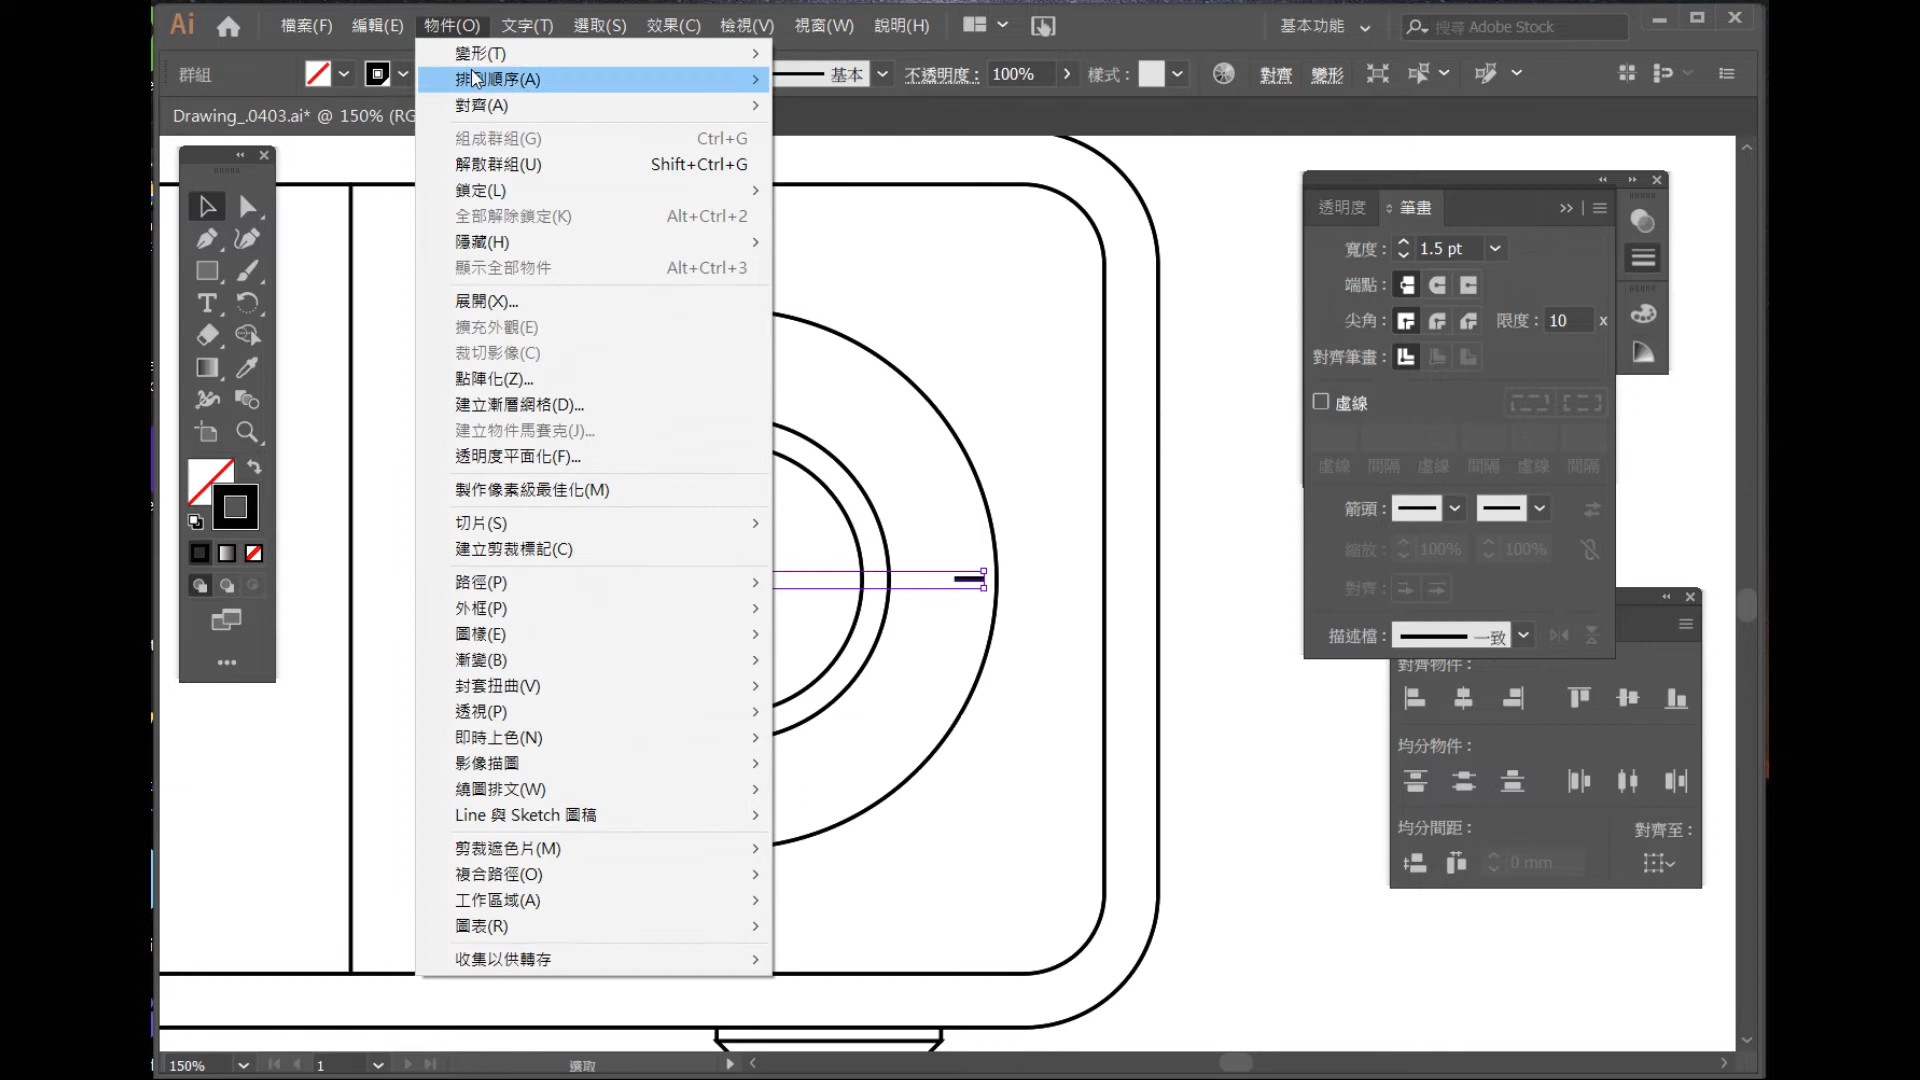 Ai
檔案(F)
編輯(E)
物件(O)
文字(T)
選取(S)
效果(C)
檢視(V)
視窗(W)
說明(H)
基本功能
搜尋 Adobe Stock
群組
基本
不透明度：
100%
樣式：
對齊
變形
Drawing_.0403.ai* @ 150% (RG
變形(T)
排列順序(A)
對齊(A)
組成群組(G) Ctrl+G
解散群組(U) Shift+Ctrl+G
鎖定(L)
全部解除鎖定(K) Alt+Ctrl+2
隱藏(H)
顯示全部物件 Alt+Ctrl+3
展開(X)...
擴充外觀(E)
裁切影像(C)
點陣化(Z)...
建立漸層網格(D)...
建立物件馬賽克(J)...
透明度平面化(F)...
製作像素級最佳化(M)
切片(S)
建立剪裁標記(C)
路徑(P)
外框(P)
圖樣(E)
漸變(B)
封套扭曲(V)
透視(P)
即時上色(N)
影像描圖
繞圖排文(W)
Line 與 Sketch 圖稿
剪裁遮色片(M)
複合路徑(O)
工作區域(A)
圖表(R)
收集以供轉存
透明度
筆畫
寬度：
1.5 pt
端點：
尖角：
限度：
10
x
對齊筆畫：
虛線
虛線
間隔
虛線
間隔
虛線
間隔
箭頭：
縮放：
100%
100%
對齊：
描述檔：
一致
對齊物件：
均分物件：
均分間距：
對齊至：
0 mm
150%
1
選取